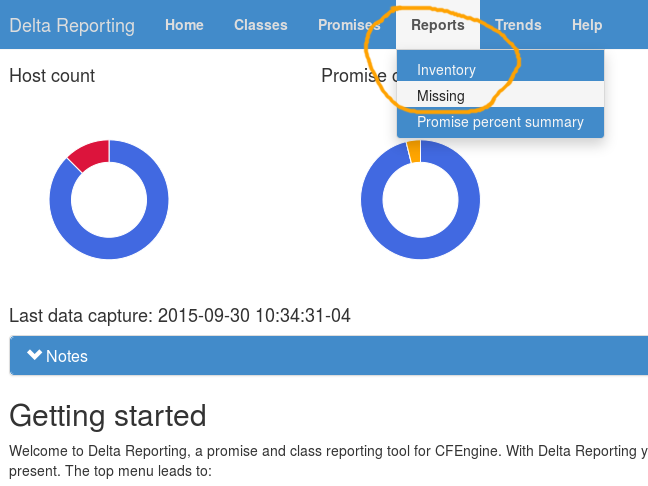 Delta Reporting Home Classes Promises Reports Trends Help
Host count
Promise c
Inventory
Missing
Promise percent summary
Last data capture: 2015-09-30 10:34:31-04
Notes
Getting started
Welcome to Delta Reporting, a promise and class reporting tool for CFEngine. With Delta Reporting y
present. The top menu leads to: